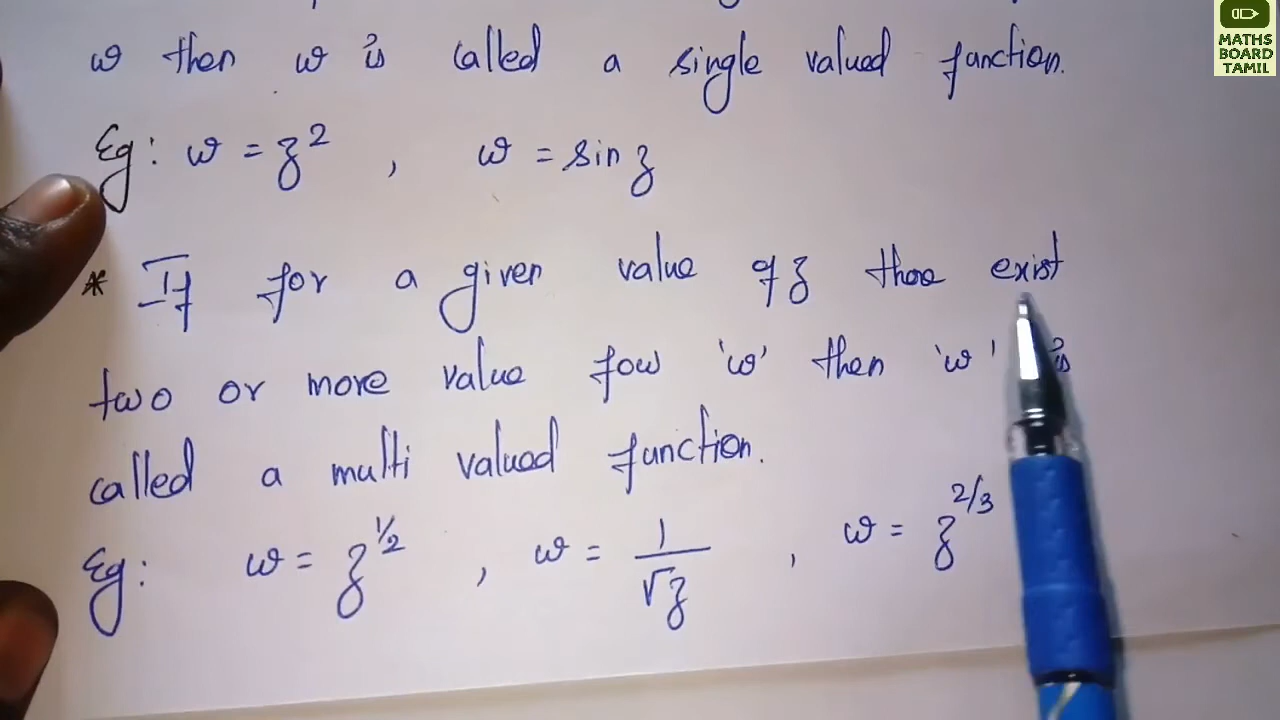 w then w is called a single valued function.
Eg: w = z², w = sin z
* If for a given value of z there exist
two or more value fow 'w' then 'w' is
called a multi valued function.
Eg: w = z^1/2, w = 1/√z, w = z^2/3
MATHS
BOARD
TAMIL